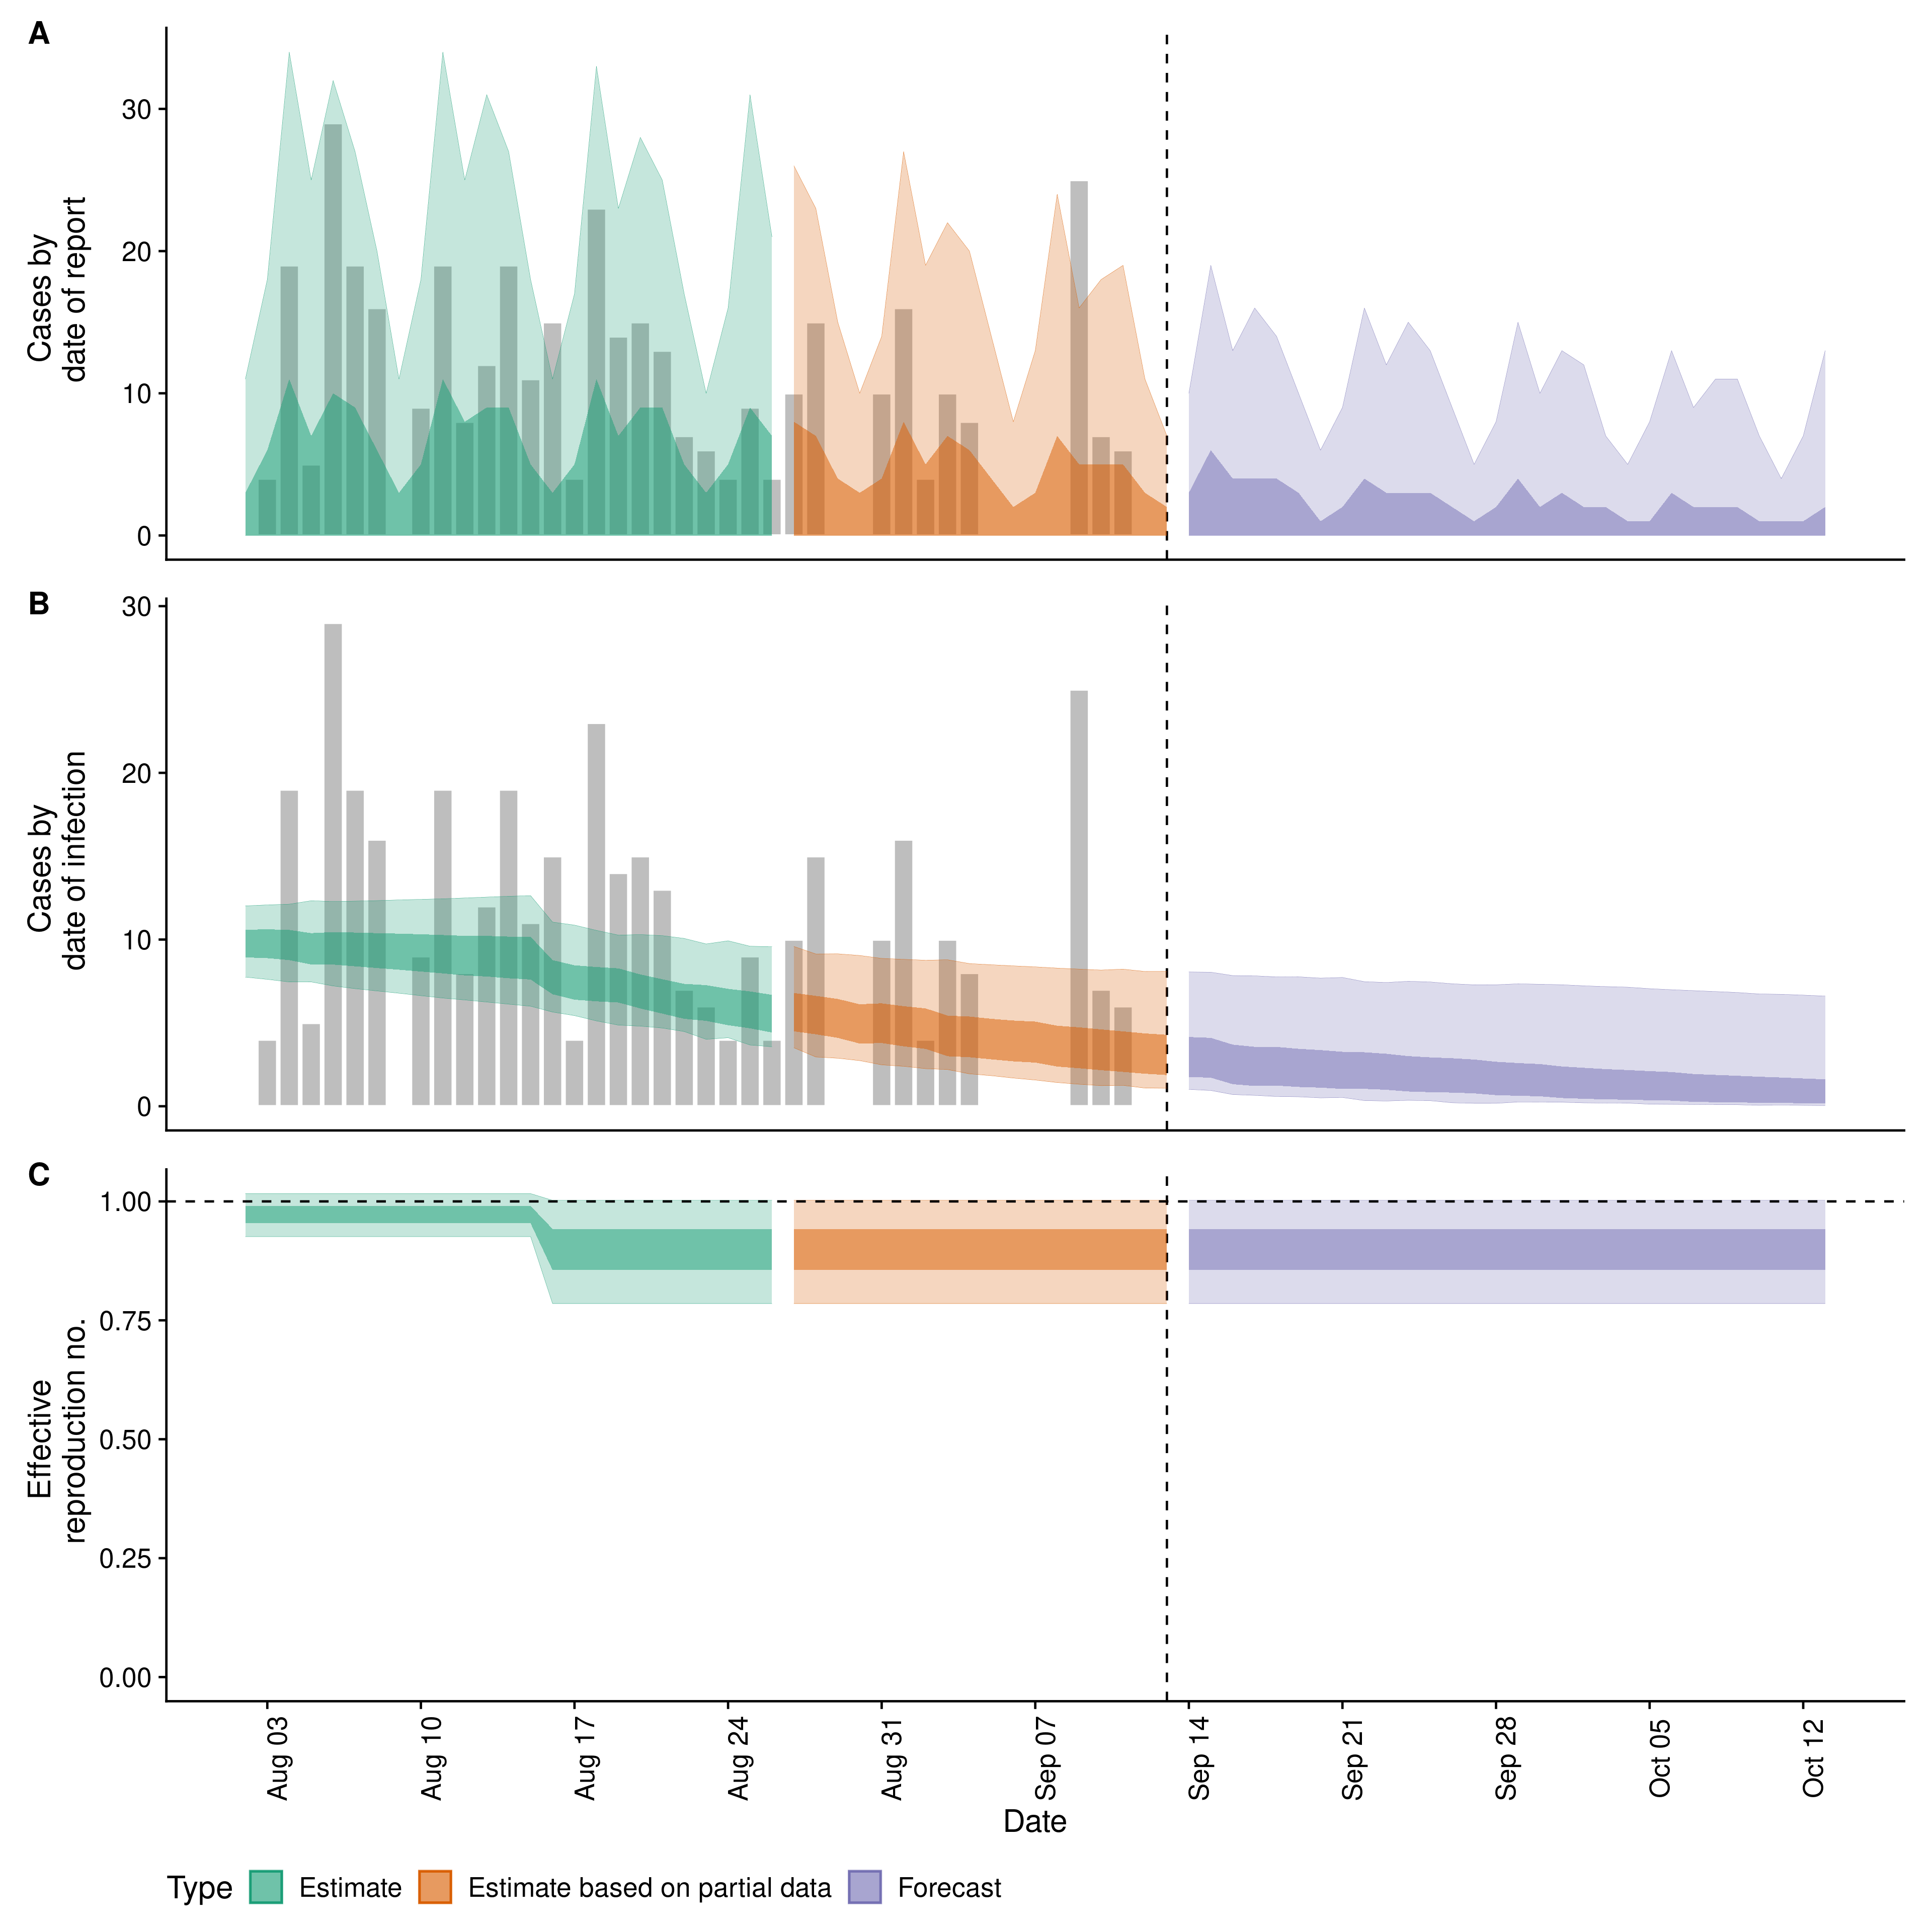 A
30
20
10
0
Cases by
date of report
B
30
20
10
0
Cases by
date of infection
C
1.00
0.75
0.50
0.25
0.00
Effective
reproduction no.
Aug 03
Aug 10
Aug 17
Aug 24
Aug 31
Sep 07
Sep 14
Sep 21
Sep 28
Oct 05
Oct 12
Date
Type Estimate Estimate based on partial data Forecast